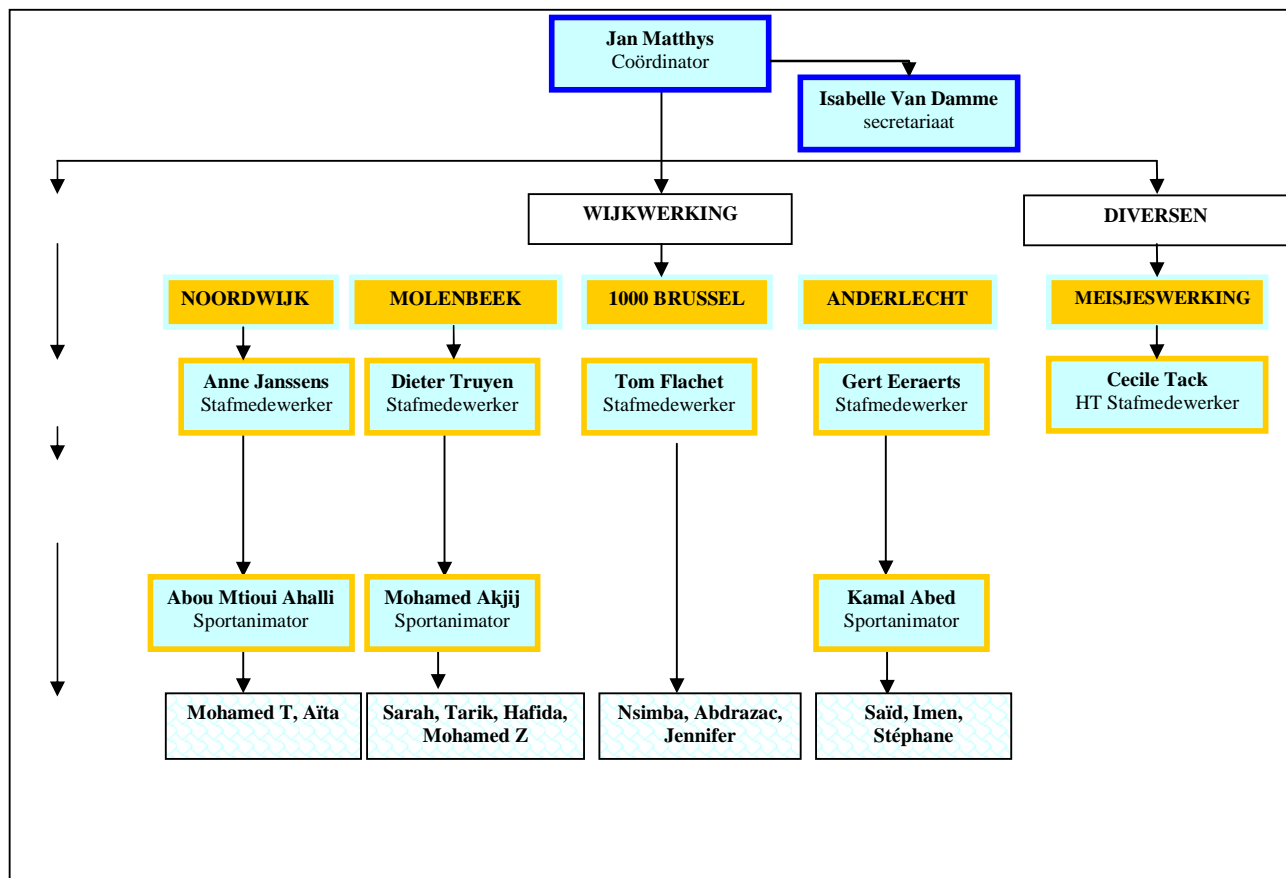 Jan Matthys
Coördinator
Isabelle Van Damme
secretariaat
WIJKWERKING
DIVERSEN
NOORDWIJK
MOLENBEEK
1000 BRUSSEL
ANDERLECHT
MEISJESWERKING
Anne Janssens
Stafmedewerker
Dieter Truyen
Stafmedewerker
Tom Flachet
Stafmedewerker
Gert Eeraerts
Stafmedewerker
Cecile Tack
HT Stafmedewerker
Abou Mtioui Ahalli
Sportanimator
Mohamed Akjij
Sportanimator
Kamal Abed
Sportanimator
Mohamed T, Aïta
Sarah, Tarik, Hafida,
Mohamed Z
Nsimba, Abdrazac,
Jennifer
Saïd, Imen,
Stéphane